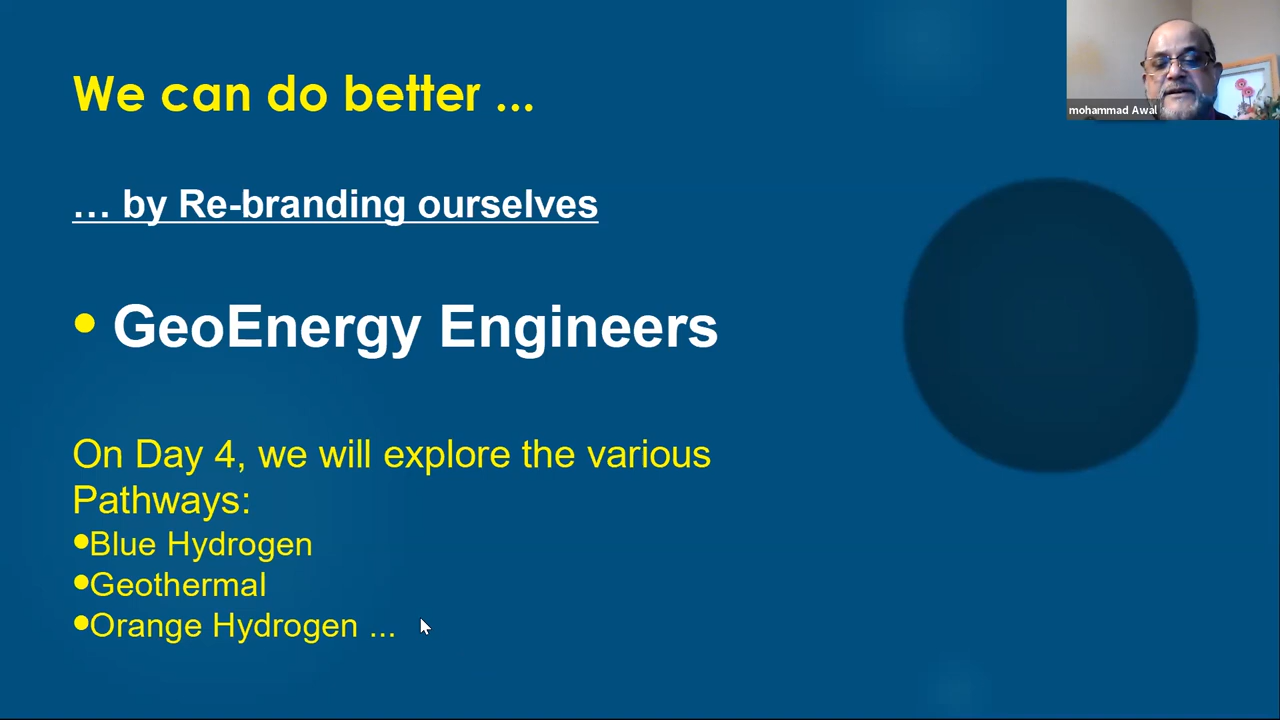 We can do better ...
mohammad Awal
... by Re-branding ourselves
• GeoEnergy Engineers
On Day 4, we will explore the various
Pathways:
•Blue Hydrogen
•Geothermal
•Orange Hydrogen ...